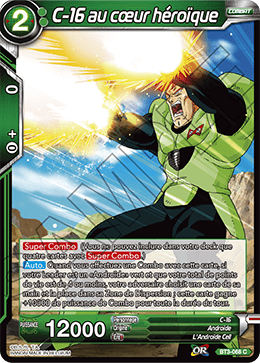 2
C-16 au cœur héroïque
COMBAT
0
+
0
Super Combo (Vous ne pouvez inclure dans votre deck que
quatre cartes avec Super Combo.)
Auto Quand vous effectuez une Combo avec cette carte, si
votre Leader est un «Androïde» vert et que votre total de points
de vie est de 4 ou moins, votre adversaire choisit une carte de sa
main et la place dans sa Zone de Dispersion ; cette carte gagne
+10000 de puissance de Combo pour toute la durée du tour.
PUISSANCE
12000
Personnage
C-16
Origine
Androïde
Ère
L'Androïde Cell
BT3-068 C